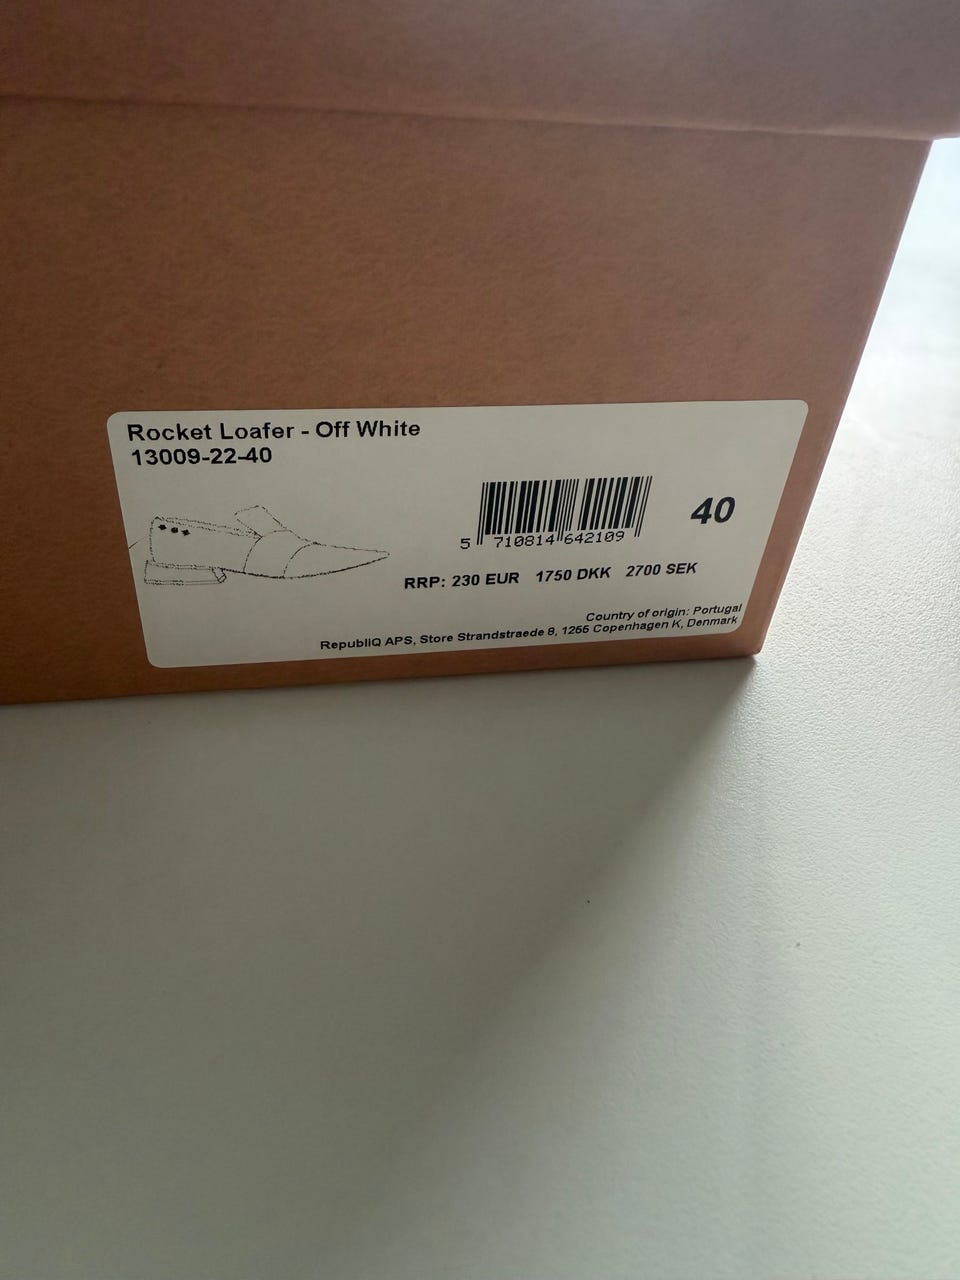 Rocket Loafer - Off White
13009-22-40
5 710814 642109
40
RRP: 230 EUR 1750 DKK 2700 SEK
Country of origin: Portugal
RepubliQ APS, Store Strandstraede 8, 1255 Copenhagen K, Denmark